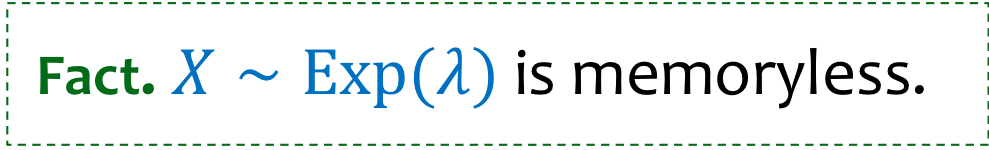 Fact. X ~ Exp(λ) is memoryless.